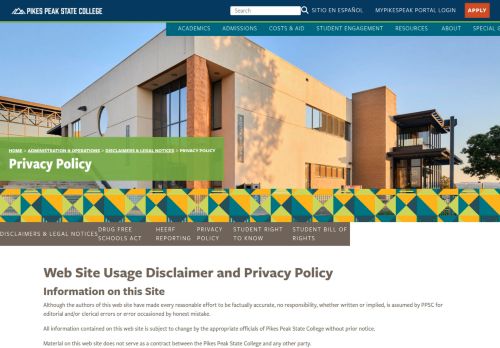 PIKES PEAK STATE COLLEGE
Search
SITIO EN ESPAÑOL
MYPIKESPEAK PORTAL LOGIN
APPLY
ACADEMICS ADMISSIONS COSTS & AID STUDENT ENGAGEMENT RESOURCES ABOUT SPECIAL &
HOME > ADMINISTRATION & OPERATIONS > DISCLAIMERS & LEGAL NOTICES > PRIVACY POLICY
Privacy Policy
DISCLAIMERS & LEGAL NOTICES
DRUG FREE
SCHOOLS ACT
HEERF
REPORTING
PRIVACY
POLICY
STUDENT RIGHT
TO KNOW
STUDENT BILL OF
RIGHTS
Web Site Usage Disclaimer and Privacy Policy
Information on this Site
Although the authors of this web site have made every reasonable effort to be factually accurate, no responsibility, whether written or implied, is assumed by PPSC for
editorial and/or clerical errors or error occasioned by honest mistake.
All information contained on this web site is subject to change by the appropriate officials of Pikes Peak State College without prior notice.
Material on this web site does not serve as a contract between the Pikes Peak State College and any other party.